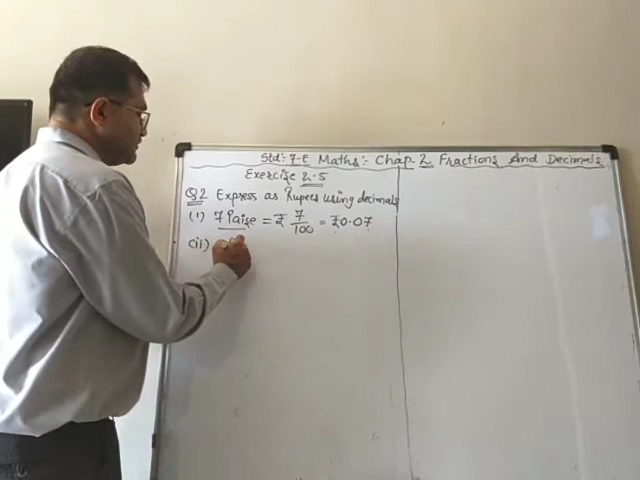 Std:- 7-E Maths:- Chap. 2 Fractions And Decimals
Exercise 2.5
Q2 Express as Rupees using decimals
(i) 7 Paise = ₹ 7/100 = ₹0.07
(ii)